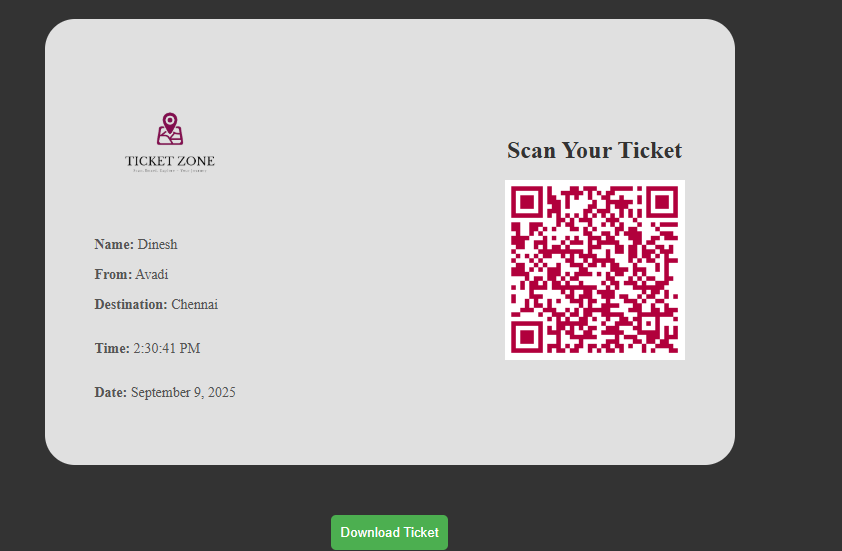 TICKET ZONE
Scan Your Ticket
Name: Dinesh
From: Avadi
Destination: Chennai
Time: 2:30:41 PM
Date: September 9, 2025
Download Ticket